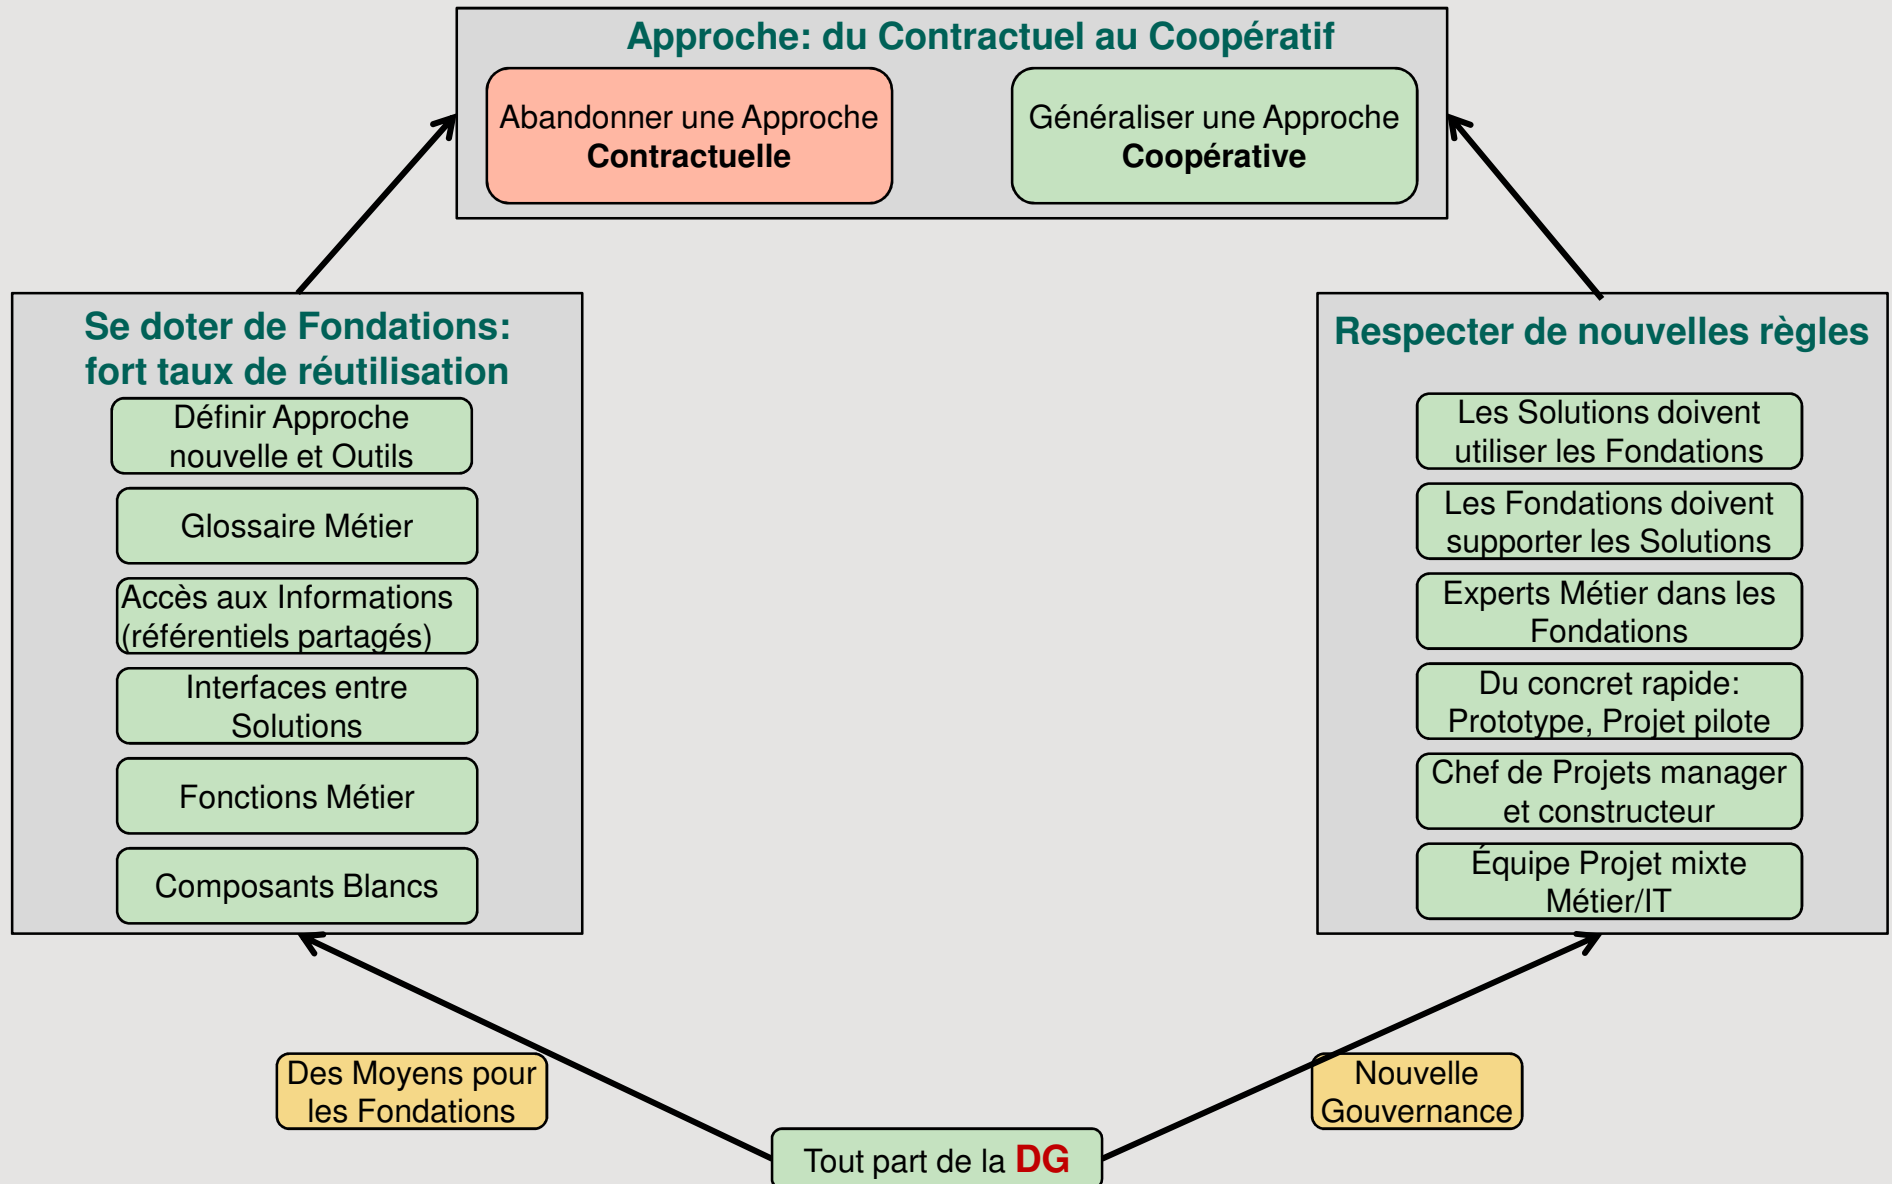 Approche: du Contractuel au Coopératif
Abandonner une Approche
Contractuelle
Généraliser une Approche
Coopérative
Se doter de Fondations:
fort taux de réutilisation
Définir Approche
nouvelle et Outils
Glossaire Métier
Accès aux Informations
(référentiels partagés)
Interfaces entre
Solutions
Fonctions Métier
Composants Blancs
Respecter de nouvelles règles
Les Solutions doivent
utiliser les Fondations
Les Fondations doivent
supporter les Solutions
Experts Métier dans les
Fondations
Du concret rapide:
Prototype, Projet pilote
Chef de Projets manager
et constructeur
Équipe Projet mixte
Métier/IT
Des Moyens pour
les Fondations
Nouvelle
Gouvernance
Tout part de la DG